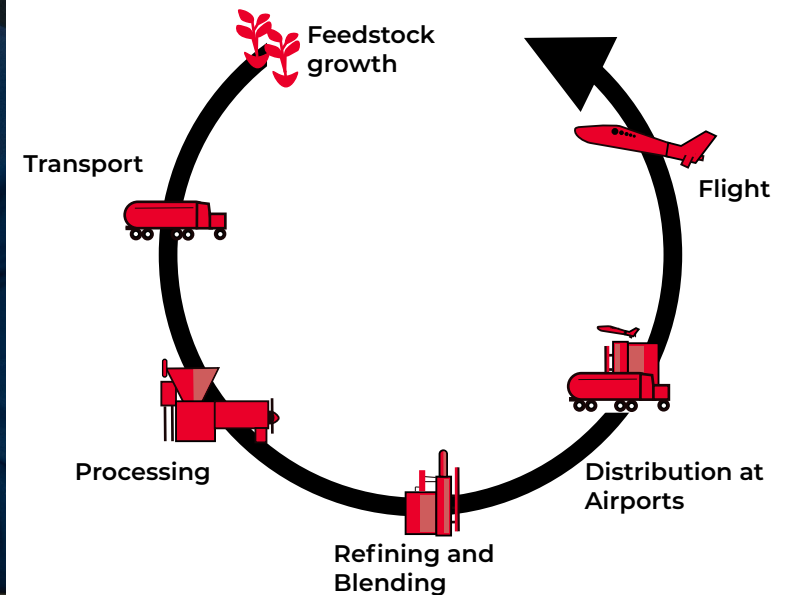 Feedstock
growth
Transport
Processing
Refining and
Blending
Distribution at
Airports
Flight